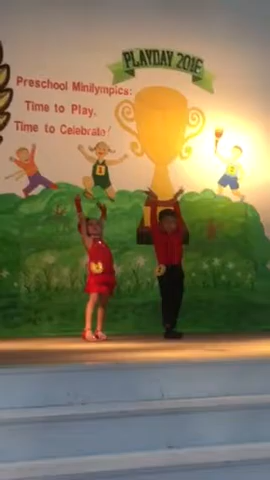 PLAYDAY 2016
Preschool Minilympics:
Time to Play,
Time to Celebrate!